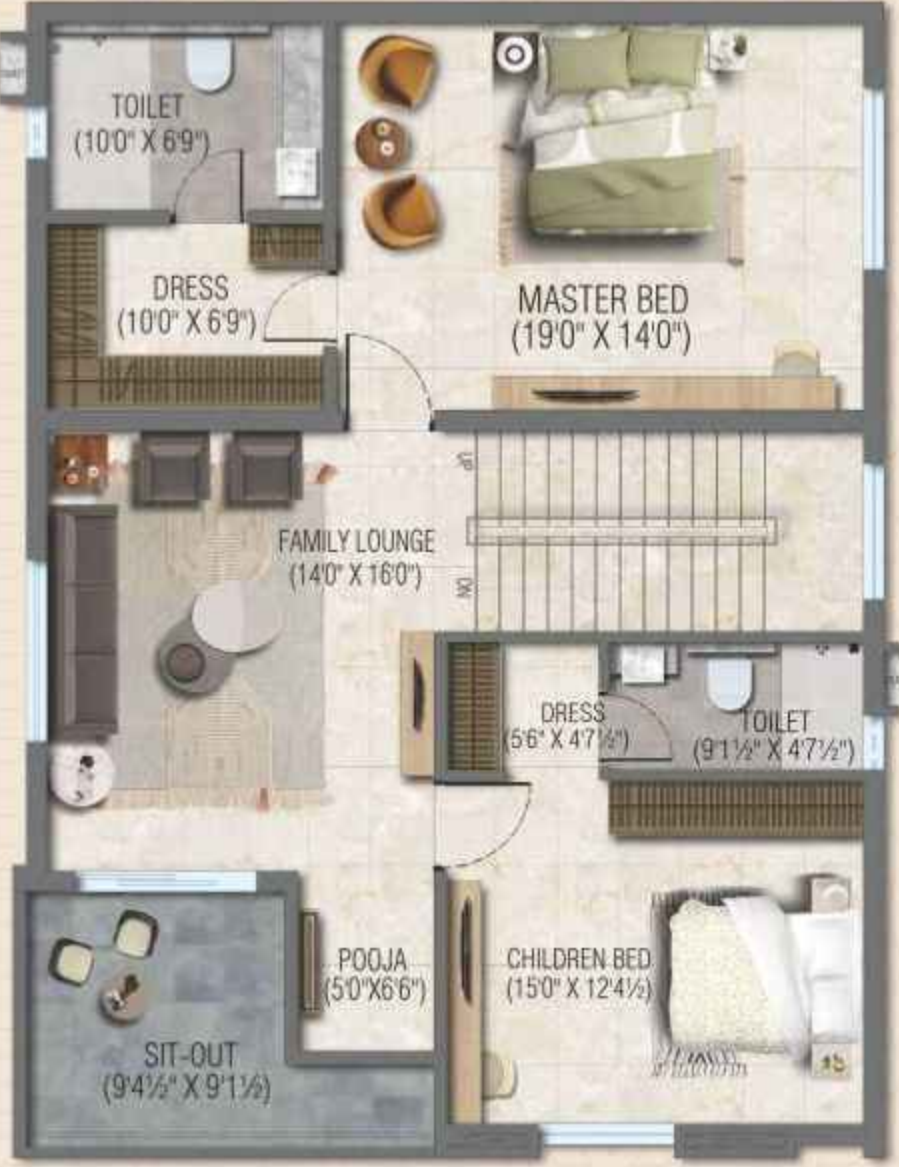 TOILET
(10'0" X 6'9")
DRESS
(10'0" X 6'9")
MASTER BED
(19'0" X 14'0")
UP
FAMILY LOUNGE
(14'0" X 16'0")
DN
DRESS
(5'6" X 4'7½")
TOILET
(9'1½" X 4'7½")
POOJA
(5'0"X6'6")
CHILDREN BED
(15'0" X 12'4½)
SIT-OUT
(9'4½" X 9'1½)